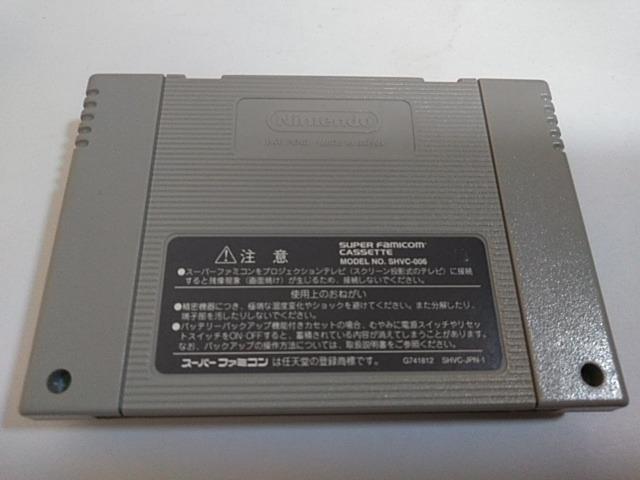 Nintendo
PAT. PEND. MADE IN JAPAN
⚠注 意
SUPER FAMICOM
CASSETTE
MODEL NO. SHVC-006
●スーパーファミコンをプロジェクションテレビ(スクリーン投影式のテレビ)に接続
すると残像現象(画面焼け)が生じるため、接続しないでください。
使用上のおねがい
●精密機器につき、極端な温度変化やショックを避けてください。また分解したり、
端子部を汚したりしないでください。
●バッテリーバックアップ機能付きカセットの場合、むやみに電源スイッチやリセッ
トスイッチをON・OFFすると、蓄積されている内容が消えてしまうことがあります。
なお、バックアップの操作方法については、取扱説明書をご参照ください。
スーパーファミコン は任天堂の登録商標です。
G741812 SHVC-JPN-1